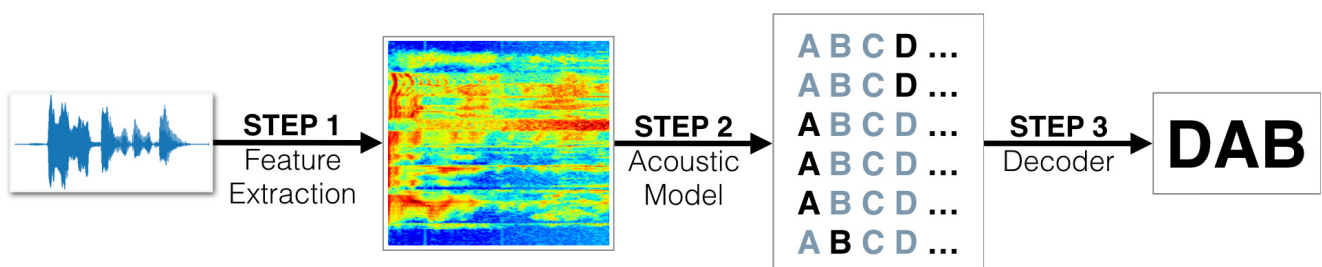 STEP 1
Feature
Extraction
STEP 2
Acoustic
Model
A B C D ...
A B C D ...
A B C D ...
A B C D ...
A B C D ...
A B C D ...
STEP 3
Decoder
DAB